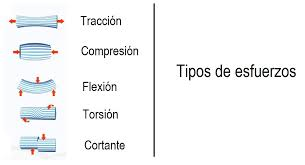 Tracción
Compresión
Flexión
Torsión
Cortante
Tipos de esfuerzos